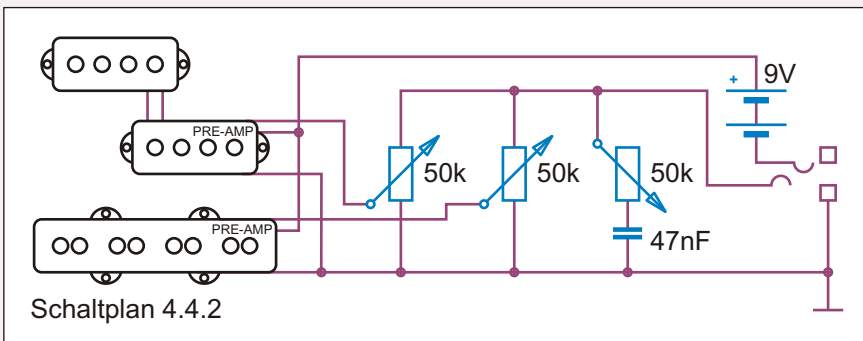 9V
+
PRE-AMP
50k
50k
50k
PRE-AMP
47nF
Schaltplan 4.4.2